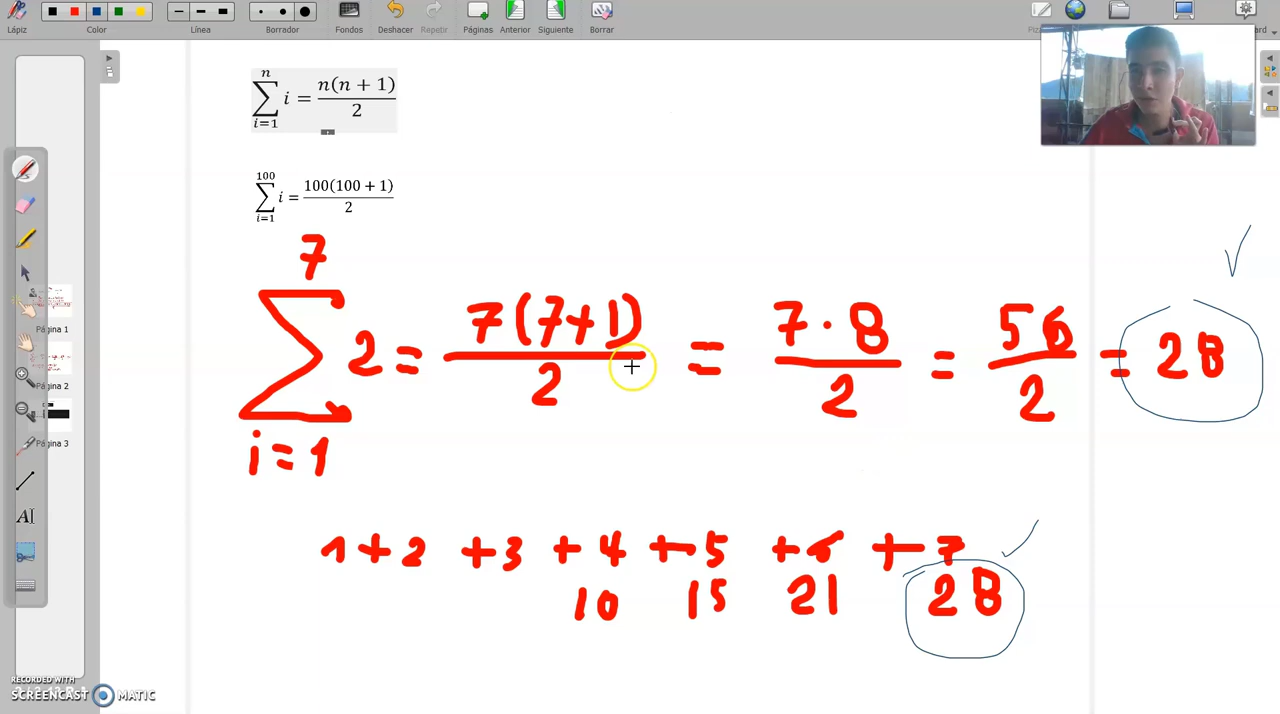 Lápiz Color Línea Borrador Fondos Deshacer Repetir Páginas Anterior Siguiente Borrar
n
∑ i = n(n + 1)/2
i=1
100
∑ i = 100(100 + 1)/2
i=1
7
∑ 2 = 7(7+1)/2 = 7·8/2 = 56/2 = 28
i=1
1+2 +3 +4 +5 +6 +7
10 15 21 28
Página 1
Página 2
Página 3
AI
RECORDED WITH
SCREENCAST MATIC